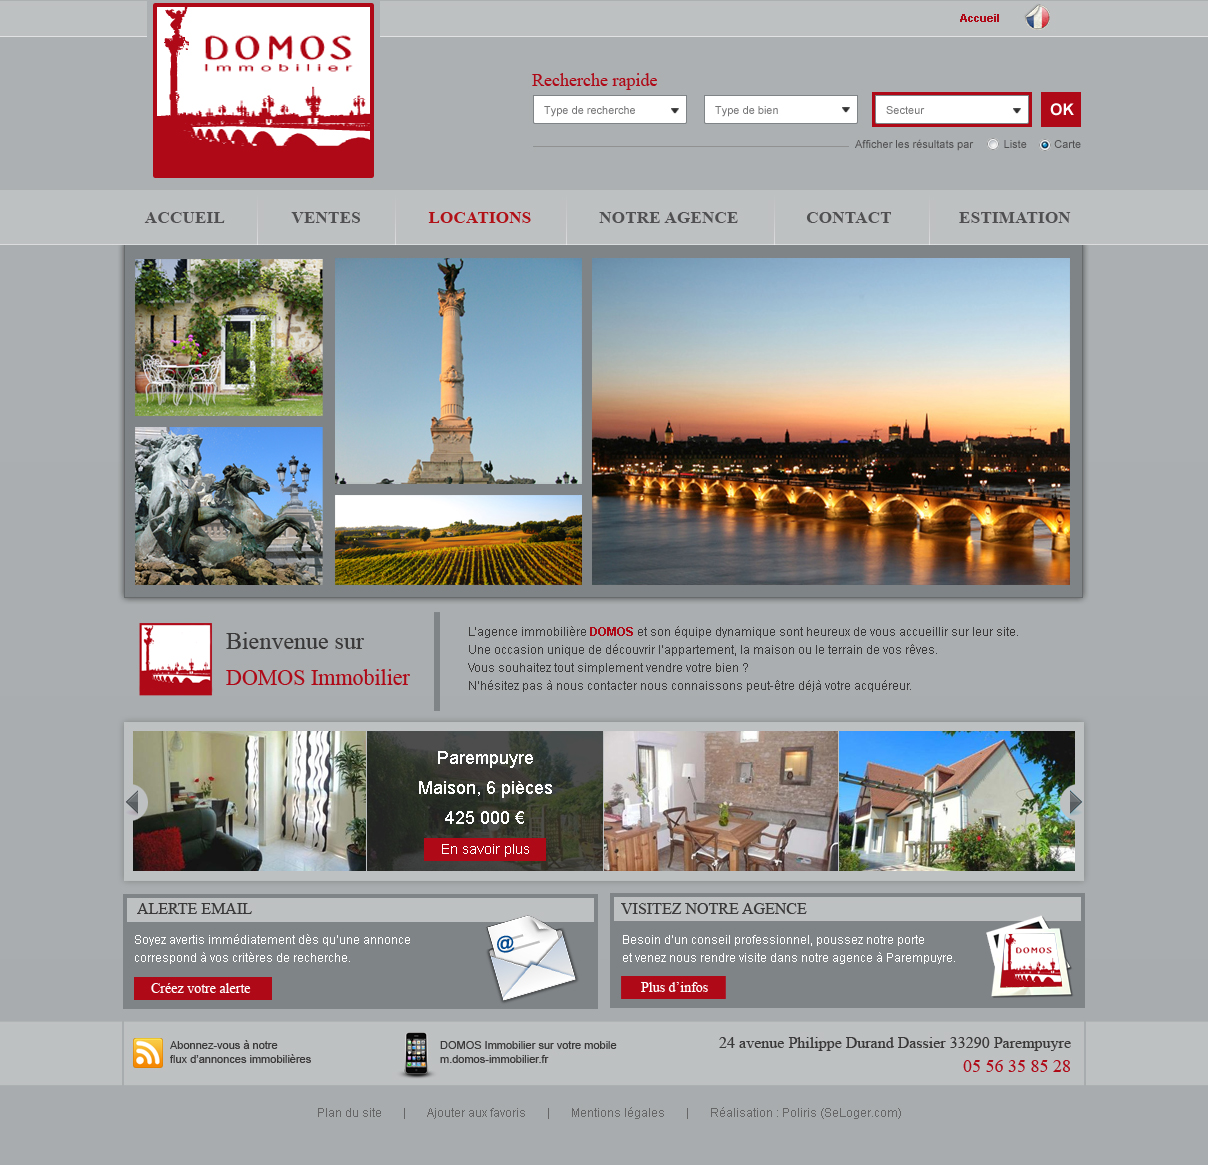 Accueil
DOMOS
Immobilier
Recherche rapide
Type de recherche
Type de bien
Secteur
OK
Afficher les résultats par
Liste
Carte
ACCUEIL
VENTES
LOCATIONS
NOTRE AGENCE
CONTACT
ESTIMATION
Bienvenue sur
DOMOS Immobilier
L'agence immobilière DOMOS et son équipe dynamique sont heureux de vous accueillir sur leur site.
Une occasion unique de découvrir l'appartement, la maison ou le terrain de vos rêves.
Vous souhaitez tout simplement vendre votre bien ?
N'hésitez pas à nous contacter nous connaissons peut-être déjà votre acquéreur.
Parempuyre
Maison, 6 pièces
425 000 €
En savoir plus
ALERTE EMAIL
Soyez avertis immédiatement dès qu'une annonce
correspond à vos critères de recherche.
@
Créez votre alerte
VISITEZ NOTRE AGENCE
Besoin d'un conseil professionnel, poussez notre porte
et venez nous rendre visite dans notre agence à Parempuyre.
DOMOS
Plus d'infos
Abonnez-vous à notre
flux d'annonces immobilières
DOMOS Immobilier sur votre mobile
m.domos-immobilier.fr
24 avenue Philippe Durand Dassier 33290 Parempuyre
05 56 35 85 28
Plan du site | Ajouter aux favoris | Mentions légales | Réalisation : Poliris (SeLoger.com)